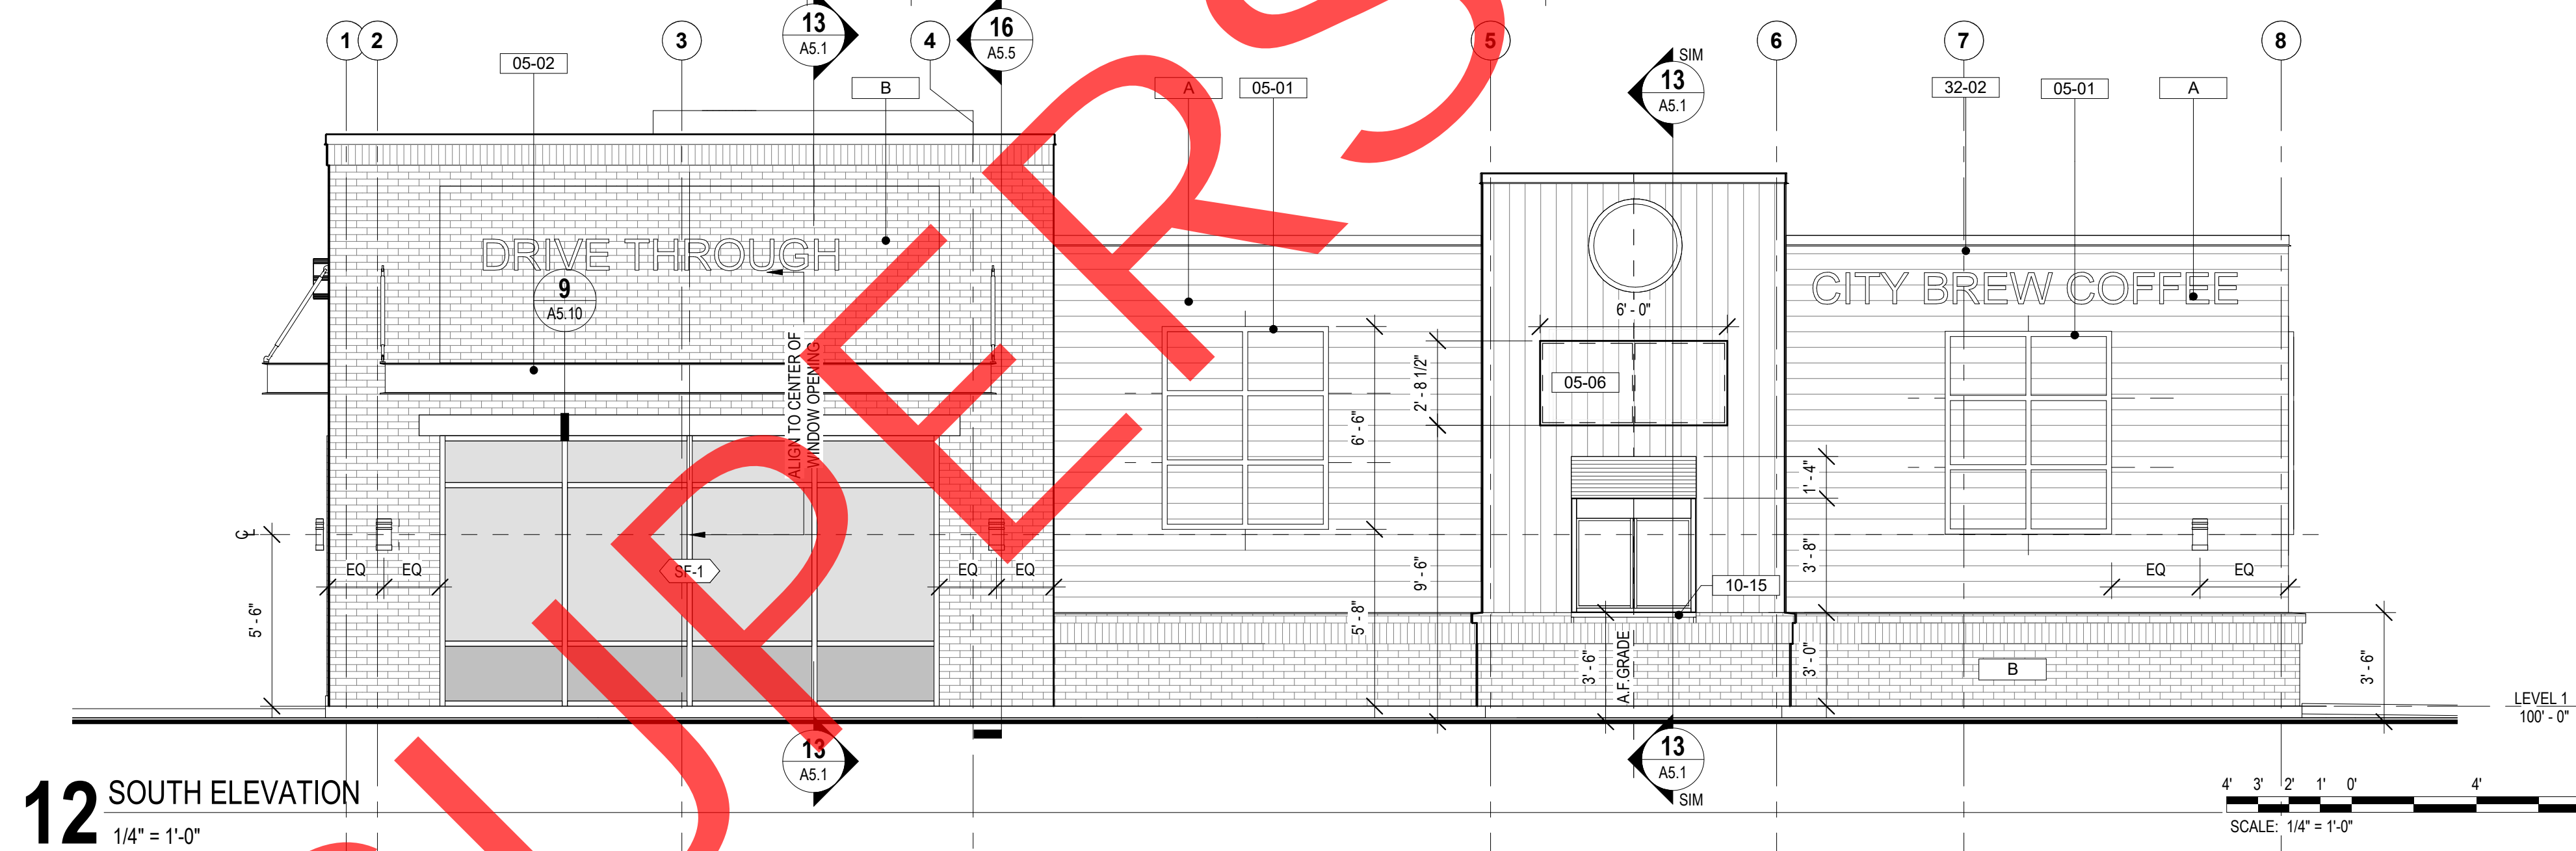 1
2
3
13
A5.1
4
16
A5.5
5
SIM
13
A5.1
6
7
8
05-02
B
A
05-01
32-02
05-01
A
DRIVE THROUGH
9
A5.10
CITY BREW COFFEE
6' - 0"
05-06
ALIGN TO CENTER OF
WINDOW OPENING
6' - 6"
2' - 8 1/2"
1' - 4"
3' - 8"
℄
EQ
EQ
SF-1
EQ
EQ
9' - 6"
10-15
EQ
EQ
5' - 6"
5' - 8"
3' - 6"
A.F.GRADE
3' - 0"
B
3' - 6"
LEVEL 1
100' - 0"
13
A5.1
13
A5.1
SIM
12 SOUTH ELEVATION
1/4" = 1'-0"
4' 3' 2' 1' 0' 4'
SCALE: 1/4" = 1'-0"
UPERS